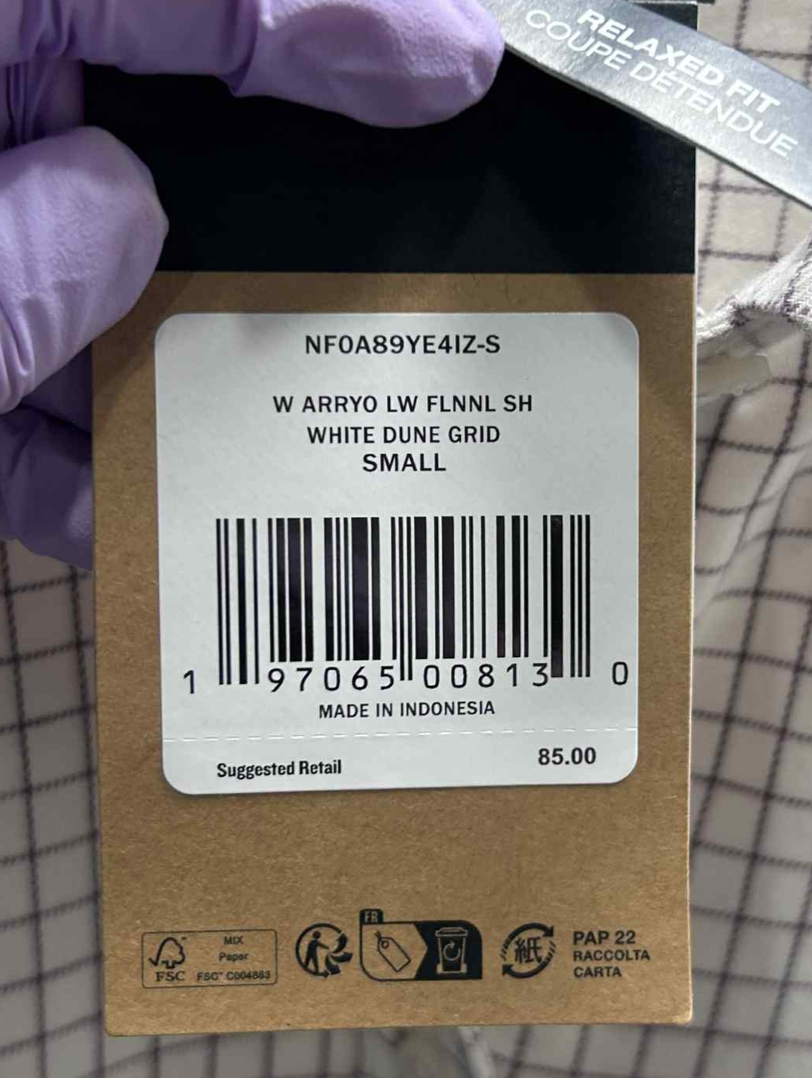 RELAXED FIT
COUPE DÉTENDUE
NF0A89YE4IZ-S
W ARRYO LW FLNNL SH
WHITE DUNE GRID
SMALL
1 97065 00813 0
MADE IN INDONESIA
Suggested Retail 85.00
FR
FSC
MIX
Paper
FSC™ C004863
紙
PAP 22
RACCOLTA
CARTA